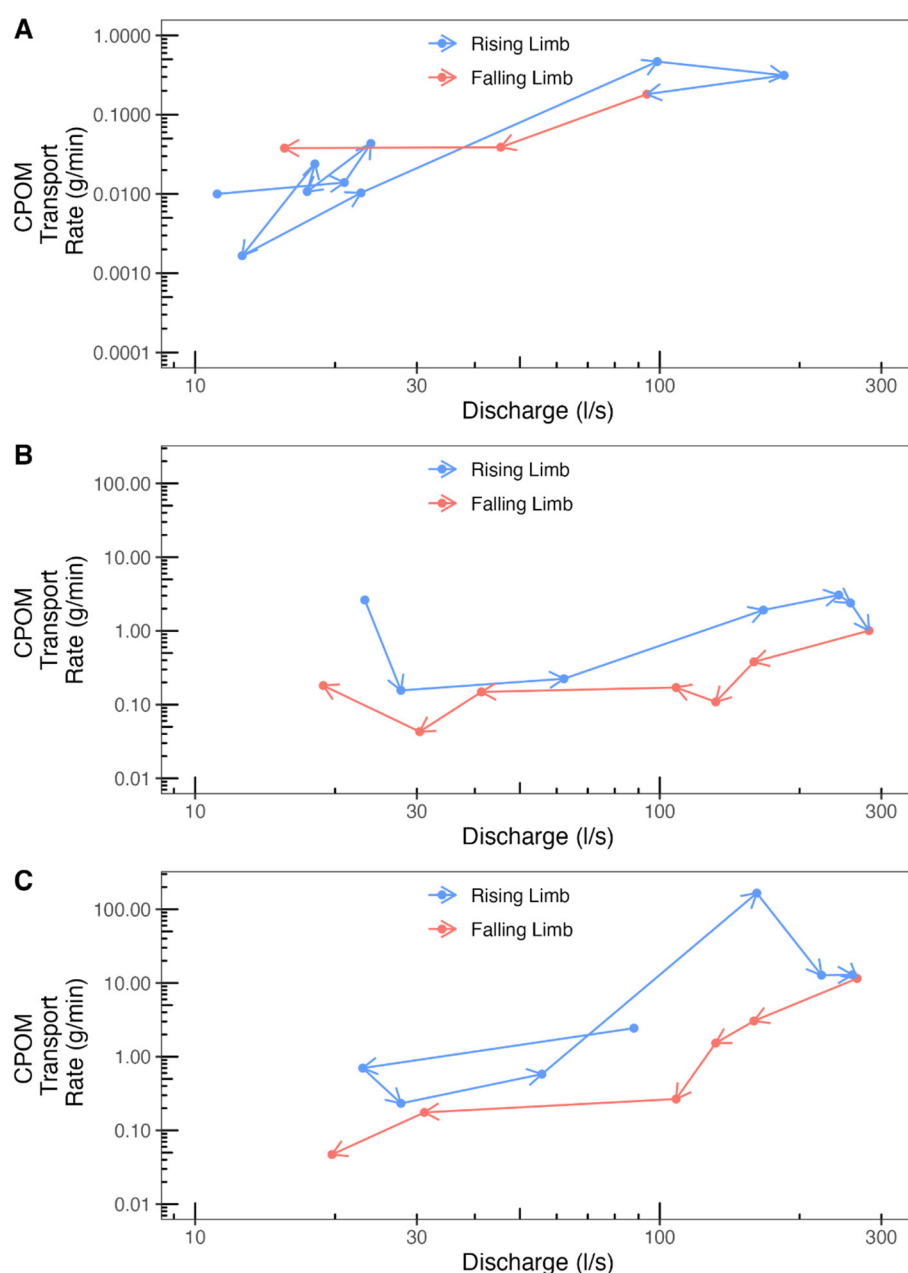 A
Rising Limb
Falling Limb
CPOM
Transport
Rate (g/min)
1.0000
0.1000
0.0100
0.0010
0.0001
10
30
100
300
Discharge (l/s)
B
Rising Limb
Falling Limb
CPOM
Transport
Rate (g/min)
100.00
10.00
1.00
0.10
0.01
10
30
100
300
Discharge (l/s)
C
Rising Limb
Falling Limb
CPOM
Transport
Rate (g/min)
100.00
10.00
1.00
0.10
0.01
10
30
100
300
Discharge (l/s)